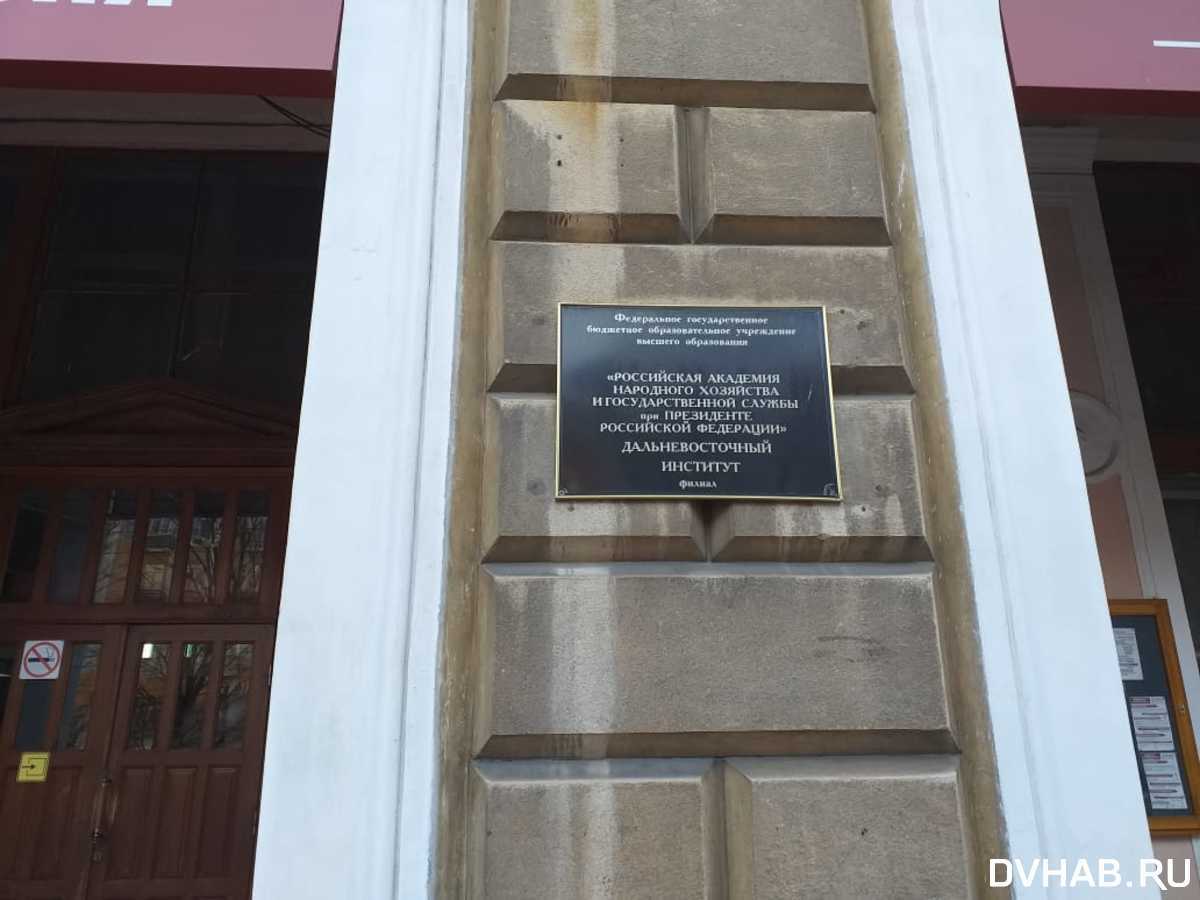 Федеральное государственное
бюджетное образовательное учреждение
высшего образования
«РОССИЙСКАЯ АКАДЕМИЯ
НАРОДНОГО ХОЗЯЙСТВА
И ГОСУДАРСТВЕННОЙ СЛУЖБЫ
при ПРЕЗИДЕНТЕ
РОССИЙСКОЙ ФЕДЕРАЦИИ»
ДАЛЬНЕВОСТОЧНЫЙ
ИНСТИТУТ
филиал
DVHAB.RU